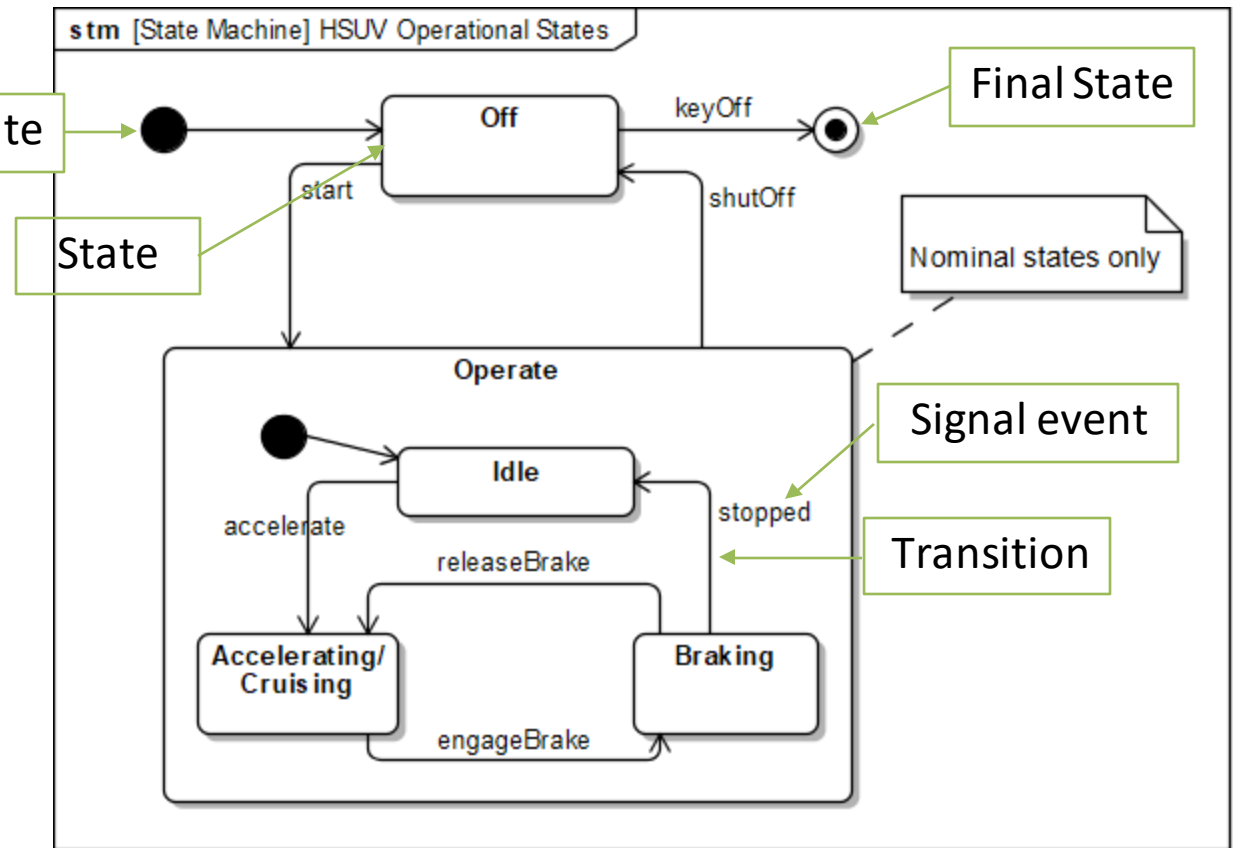 stm [State Machine] HSUV Operational States
Final State
te
Off
keyOff
start
shutOff
State
Nominal states only
Operate
Signal event
Idle
stopped
accelerate
Transition
releaseBrake
Accelerating/
Cruising
Braking
engageBrake